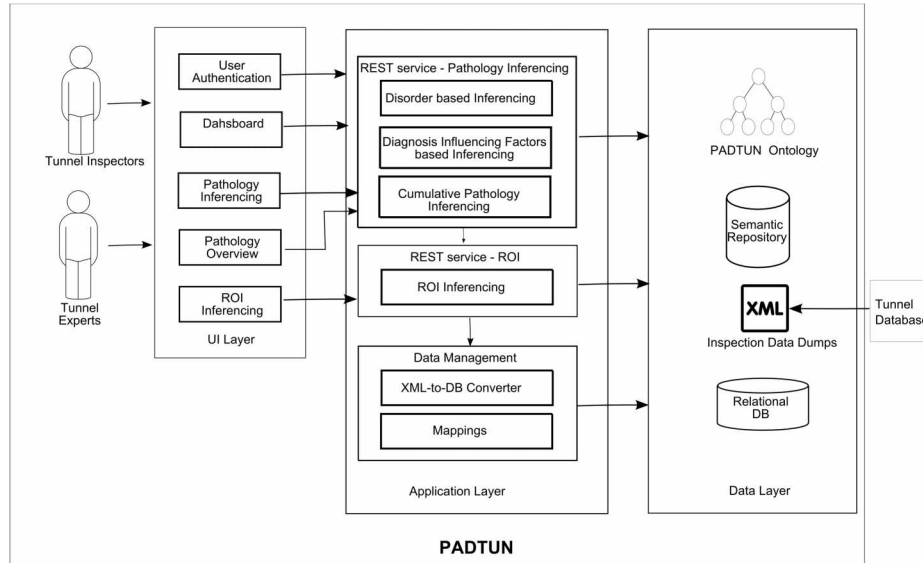 Tunnel Inspectors
Tunnel
Experts
User
Authentication
Dahsboard
Pathology
Inferencing
Pathology
Overview
ROI
Inferencing
UI Layer
REST service - Pathology Inferencing
Disorder based Inferencing
Diagnosis Influencing Factors
based Inferencing
Cumulative Pathology
Inferencing
REST service - ROI
ROI Inferencing
Data Management
XML-to-DB Converter
Mappings
Application Layer
PADTUN Ontology
Semantic
Repository
XML
Inspection Data Dumps
Relational
DB
Data Layer
Tunnel
Database
PADTUN